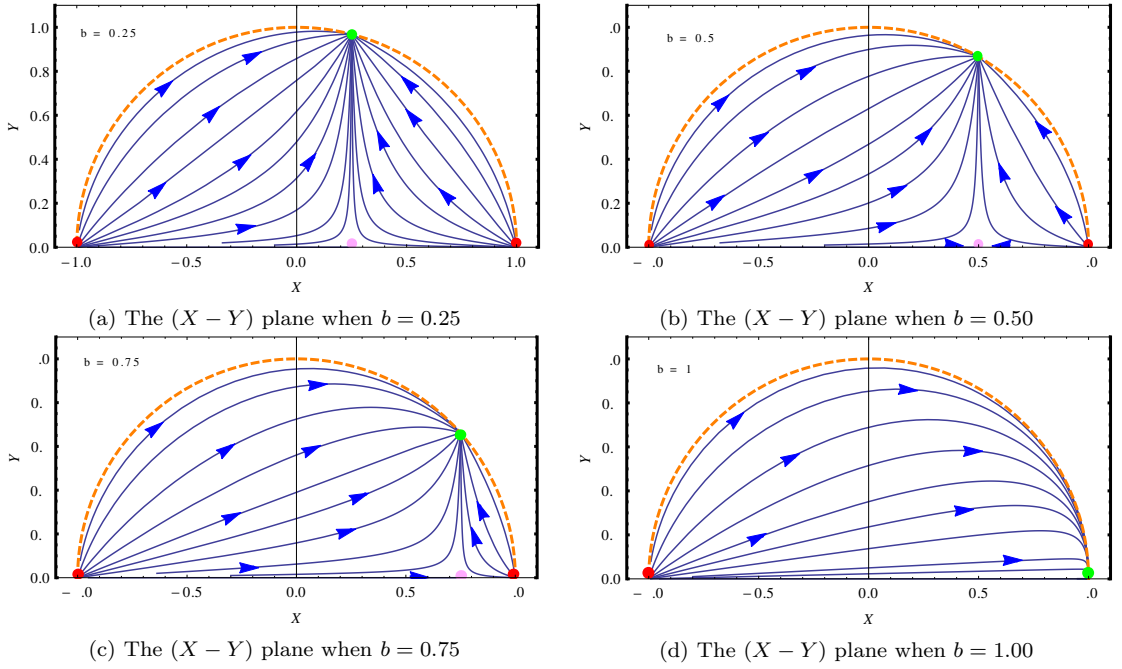 b = 0.25
1.0
0.8
0.6
0.4
0.2
0.0
Y
-1.0
-0.5
0.0
0.5
1.0
X
(a) The (X − Y) plane when b = 0.25
b = 0.5
.0
0.
0.
0.
0.
0.0
Y
- .0
-0.5
0.0
0.5
.0
X
(b) The (X − Y) plane when b = 0.50
b = 0.75
.0
0.
0.
0.
0.
0.0
Y
- .0
-0.5
0.0
0.5
.0
X
(c) The (X − Y) plane when b = 0.75
b = 1
.0
0.
0.
0.
0.
0.0
Y
- .0
-0.5
0.0
0.5
.0
X
(d) The (X − Y) plane when b = 1.00